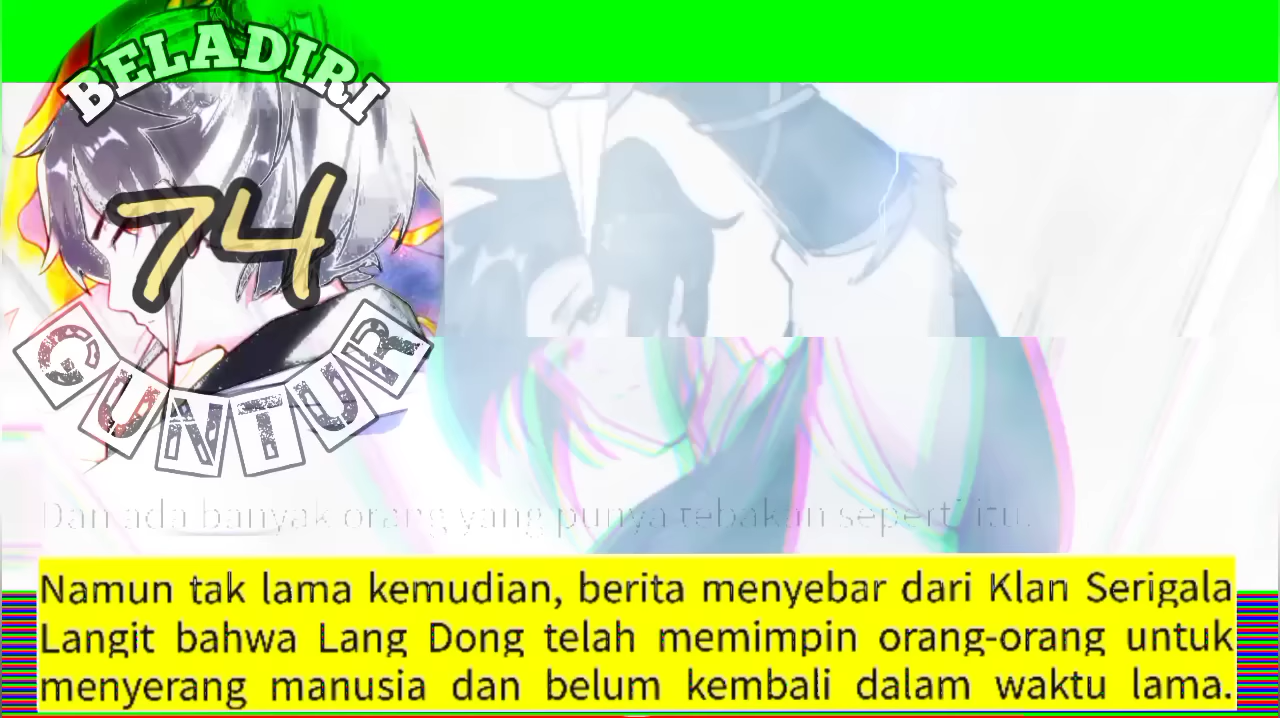 BELADIRI
74
GUNTUR
Dan ada banyak orang yang punya tebakan seperti itu.
Namun tak lama kemudian, berita menyebar dari Klan Serigala
Langit bahwa Lang Dong telah memimpin orang-orang untuk
menyerang manusia dan belum kembali dalam waktu lama.